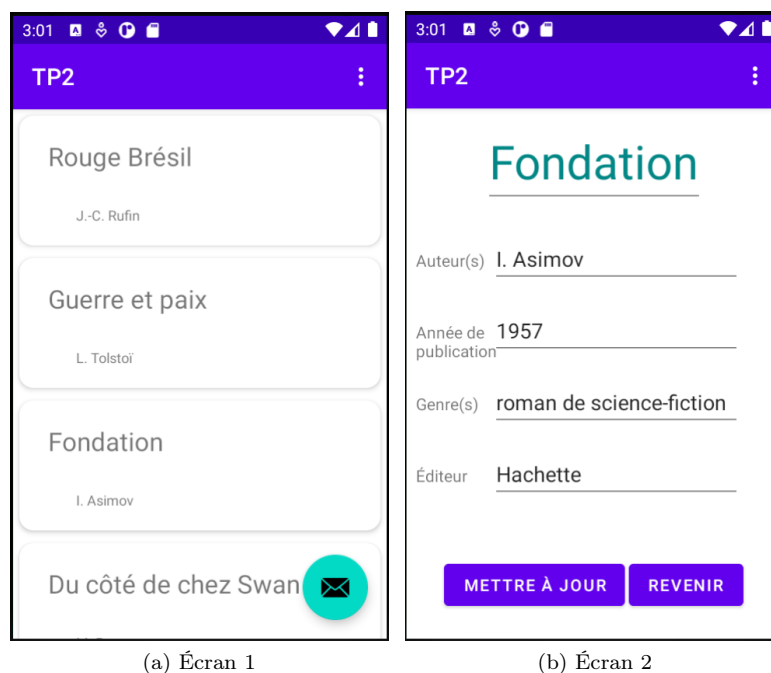 3:01
TP2
Rouge Brésil
J.-C. Rufin
Guerre et paix
L. Tolstoï
Fondation
I. Asimov
Du côté de chez Swan
(a) Écran 1
3:01
TP2
Fondation
Auteur(s) I. Asimov
Année de publication 1957
Genre(s) roman de science-fiction
Éditeur Hachette
METTRE À JOUR REVENIR
(b) Écran 2